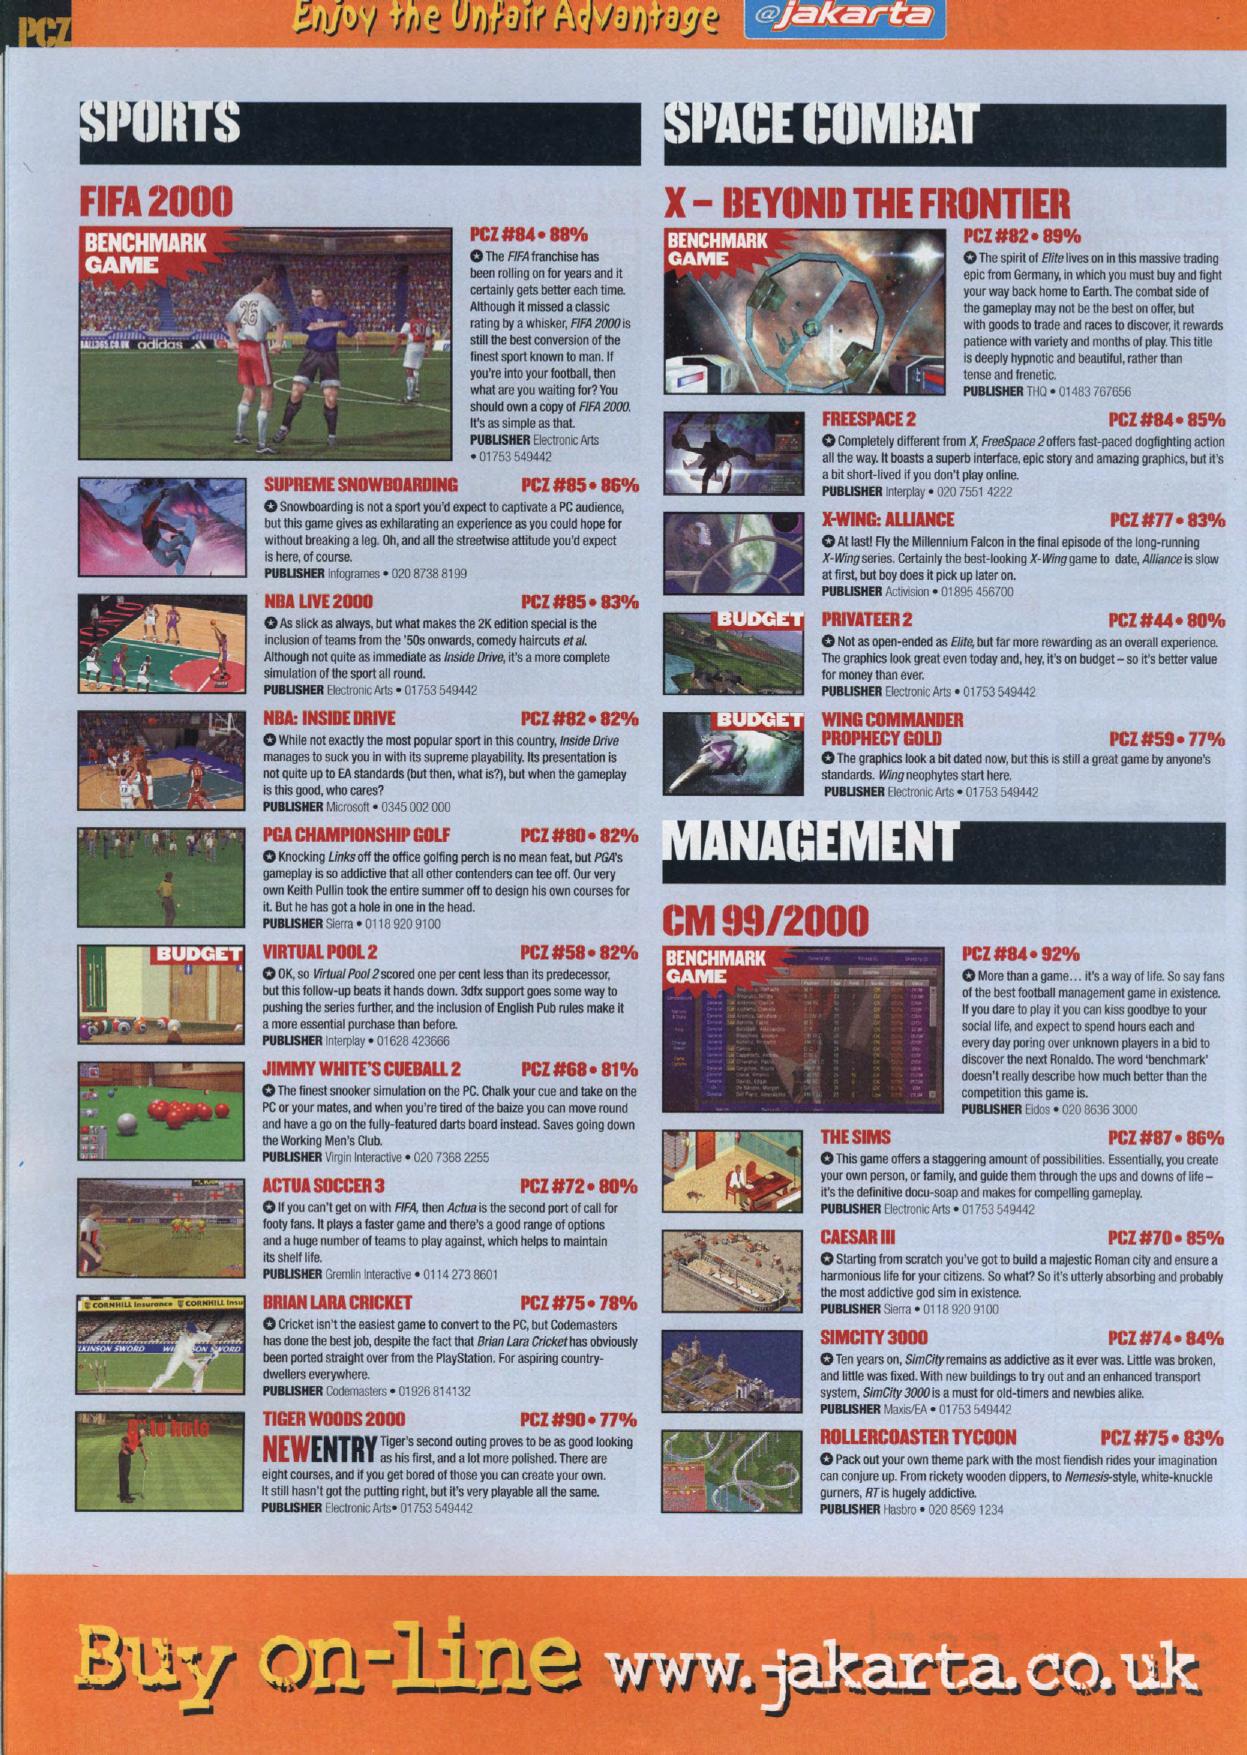 PCZ
Enjoy the Unfair Advantage
@jakarta
SPORTS
FIFA 2000
BENCHMARK
GAME
26
BALL365.CO.UK adidas
PCZ #84 • 88%
The FIFA franchise has
been rolling on for years and it
certainly gets better each time.
Although it missed a classic
rating by a whisker, FIFA 2000 is
still the best conversion of the
finest sport known to man. If
you're into your football, then
what are you waiting for? You
should own a copy of FIFA 2000.
It's as simple as that.
PUBLISHER Electronic Arts
• 01753 549442
SUPREME SNOWBOARDING PCZ #85 • 86%
Snowboarding is not a sport you'd expect to captivate a PC audience,
but this game gives as exhilarating an experience as you could hope for
without breaking a leg. Oh, and all the streetwise attitude you'd expect
is here, of course.
PUBLISHER Infogrames • 020 8738 8199
NBA LIVE 2000 PCZ #85 • 83%
As slick as always, but what makes the 2K edition special is the
inclusion of teams from the '50s onwards, comedy haircuts et al.
Although not quite as immediate as Inside Drive, it's a more complete
simulation of the sport all round.
PUBLISHER Electronic Arts • 01753 549442
NBA: INSIDE DRIVE PCZ #82 • 82%
While not exactly the most popular sport in this country, Inside Drive
manages to suck you in with its supreme playability. Its presentation is
not quite up to EA standards (but then, what is?), but when the gameplay
is this good, who cares?
PUBLISHER Microsoft • 0345 002 000
PGA CHAMPIONSHIP GOLF PCZ #80 • 82%
Knocking Links off the office golfing perch is no mean feat, but PGA's
gameplay is so addictive that all other contenders can tee off. Our very
own Keith Pullin took the entire summer off to design his own courses for
it. But he has got a hole in one in the head.
PUBLISHER Sierra • 0118 920 9100
BUDGET
VIRTUAL POOL 2 PCZ #58 • 82%
OK, so Virtual Pool 2 scored one per cent less than its predecessor,
but this follow-up beats it hands down. 3dfx support goes some way to
pushing the series further, and the inclusion of English Pub rules make it
a more essential purchase than before.
PUBLISHER Interplay • 01628 423666
JIMMY WHITE'S CUEBALL 2 PCZ #68 • 81%
The finest snooker simulation on the PC. Chalk your cue and take on the
PC or your mates, and when you're tired of the baize you can move round
and have a go on the fully-featured darts board instead. Saves going down
the Working Men's Club.
PUBLISHER Virgin Interactive • 020 7368 2255
ACTUA SOCCER 3 PCZ #72 • 80%
If you can't get on with FIFA, then Actua is the second port of call for
footy fans. It plays a faster game and there's a good range of options
and a huge number of teams to play against, which helps to maintain
its shelf life.
PUBLISHER Gremlin Interactive • 0114 273 8601
CORNHILL Insurance CORNHILL Insu
LKINSON SWORD WILKINSON SWORD
BRIAN LARA CRICKET PCZ #75 • 78%
Cricket isn't the easiest game to convert to the PC, but Codemasters
has done the best job, despite the fact that Brian Lara Cricket has obviously
been ported straight over from the PlayStation. For aspiring country-
dwellers everywhere.
PUBLISHER Codemasters • 01926 814132
to hole
TIGER WOODS 2000 PCZ #90 • 77%
NEW ENTRY Tiger's second outing proves to be as good looking
as his first, and a lot more polished. There are
eight courses, and if you get bored of those you can create your own.
It still hasn't got the putting right, but it's very playable all the same.
PUBLISHER Electronic Arts • 01753 549442
SPACE COMBAT
X – BEYOND THE FRONTIER
BENCHMARK
GAME
PCZ #82 • 89%
The spirit of Elite lives on in this massive trading
epic from Germany, in which you must buy and fight
your way back home to Earth. The combat side of
the gameplay may not be the best on offer, but
with goods to trade and races to discover, it rewards
patience with variety and months of play. This title
is deeply hypnotic and beautiful, rather than
tense and frenetic.
PUBLISHER THQ • 01483 767656
FREESPACE 2 PCZ #84 • 85%
Completely different from X, FreeSpace 2 offers fast-paced dogfighting action
all the way. It boasts a superb interface, epic story and amazing graphics, but it's
a bit short-lived if you don't play online.
PUBLISHER Interplay • 020 7551 4222
X-WING: ALLIANCE PCZ #77 • 83%
At last! Fly the Millennium Falcon in the final episode of the long-running
X-Wing series. Certainly the best-looking X-Wing game to date, Alliance is slow
at first, but boy does it pick up later on.
PUBLISHER Activision • 01895 456700
BUDGET
PRIVATEER 2 PCZ #44 • 80%
Not as open-ended as Elite, but far more rewarding as an overall experience.
The graphics look great even today and, hey, it's on budget – so it's better value
for money than ever.
PUBLISHER Electronic Arts • 01753 549442
BUDGET
WING COMMANDER
PROPHECY GOLD PCZ #59 • 77%
The graphics look a bit dated now, but this is still a great game by anyone's
standards. Wing neophytes start here.
PUBLISHER Electronic Arts • 01753 549442
MANAGEMENT
CM 99/2000
BENCHMARK
GAME
PCZ #84 • 92%
More than a game... it's a way of life. So say fans
of the best football management game in existence.
If you dare to play it you can kiss goodbye to your
social life, and expect to spend hours each and
every day poring over unknown players in a bid to
discover the next Ronaldo. The word 'benchmark'
doesn't really describe how much better than the
competition this game is.
PUBLISHER Eidos • 020 8636 3000
THE SIMS PCZ #87 • 86%
This game offers a staggering amount of possibilities. Essentially, you create
your own person, or family, and guide them through the ups and downs of life –
it's the definitive docu-soap and makes for compelling gameplay.
PUBLISHER Electronic Arts • 01753 549442
CAESAR III PCZ #70 • 85%
Starting from scratch you've got to build a majestic Roman city and ensure a
harmonious life for your citizens. So what? So it's utterly absorbing and probably
the most addictive god sim in existence.
PUBLISHER Sierra • 0118 920 9100
SIMCITY 3000 PCZ #74 • 84%
Ten years on, SimCity remains as addictive as it ever was. Little was broken,
and little was fixed. With new buildings to try out and an enhanced transport
system, SimCity 3000 is a must for old-timers and newbies alike.
PUBLISHER Maxis/EA • 01753 549442
ROLLERCOASTER TYCOON PCZ #75 • 83%
Pack out your own theme park with the most fiendish rides your imagination
can conjure up. From rickety wooden dippers, to Nemesis-style, white-knuckle
gurners, RT is hugely addictive.
PUBLISHER Hasbro • 020 8569 1234
Buy on-line www.jakarta.co.uk